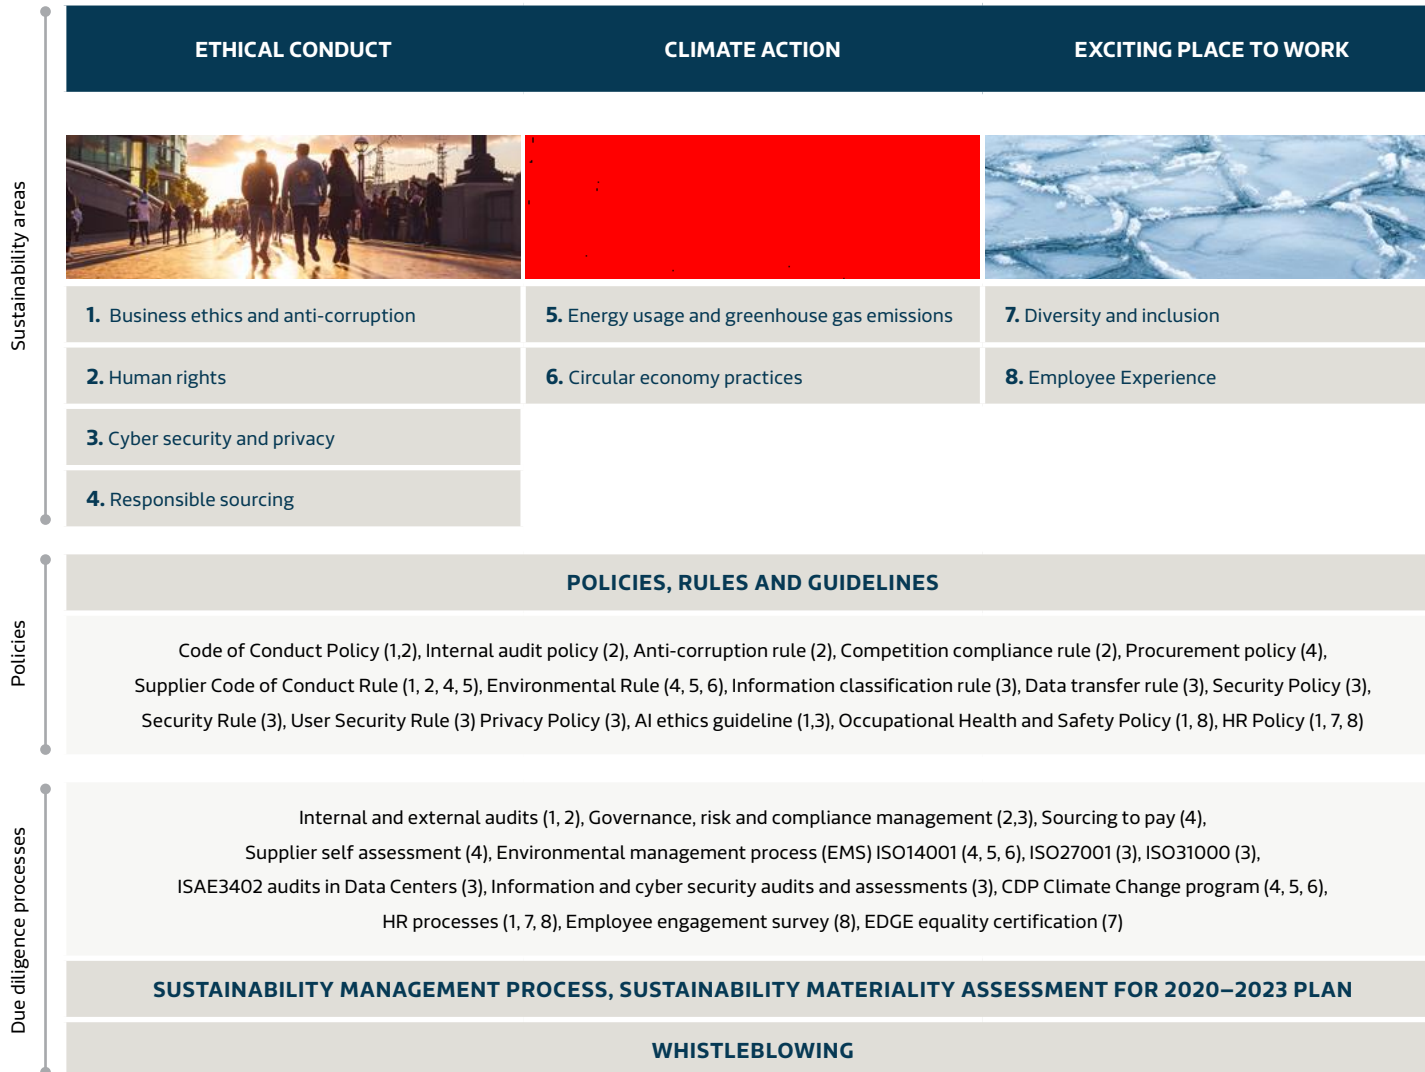 ETHICAL CONDUCT
CLIMATE ACTION
EXCITING PLACE TO WORK
Sustainability areas
1. Business ethics and anti-corruption
2. Human rights
3. Cyber security and privacy
4. Responsible sourcing
5. Energy usage and greenhouse gas emissions
6. Circular economy practices
7. Diversity and inclusion
8. Employee Experience
Policies
POLICIES, RULES AND GUIDELINES
Code of Conduct Policy (1,2), Internal audit policy (2), Anti-corruption rule (2), Competition compliance rule (2), Procurement policy (4),
Supplier Code of Conduct Rule (1, 2, 4, 5), Environmental Rule (4, 5, 6), Information classification rule (3), Data transfer rule (3), Security Policy (3),
Security Rule (3), User Security Rule (3) Privacy Policy (3), AI ethics guideline (1,3), Occupational Health and Safety Policy (1, 8), HR Policy (1, 7, 8)
Due diligence processes
Internal and external audits (1, 2), Governance, risk and compliance management (2,3), Sourcing to pay (4),
Supplier self assessment (4), Environmental management process (EMS) ISO14001 (4, 5, 6), ISO27001 (3), ISO31000 (3),
ISAE3402 audits in Data Centers (3), Information and cyber security audits and assessments (3), CDP Climate Change program (4, 5, 6),
HR processes (1, 7, 8), Employee engagement survey (8), EDGE equality certification (7)
SUSTAINABILITY MANAGEMENT PROCESS, SUSTAINABILITY MATERIALITY ASSESSMENT FOR 2020–2023 PLAN
WHISTLEBLOWING